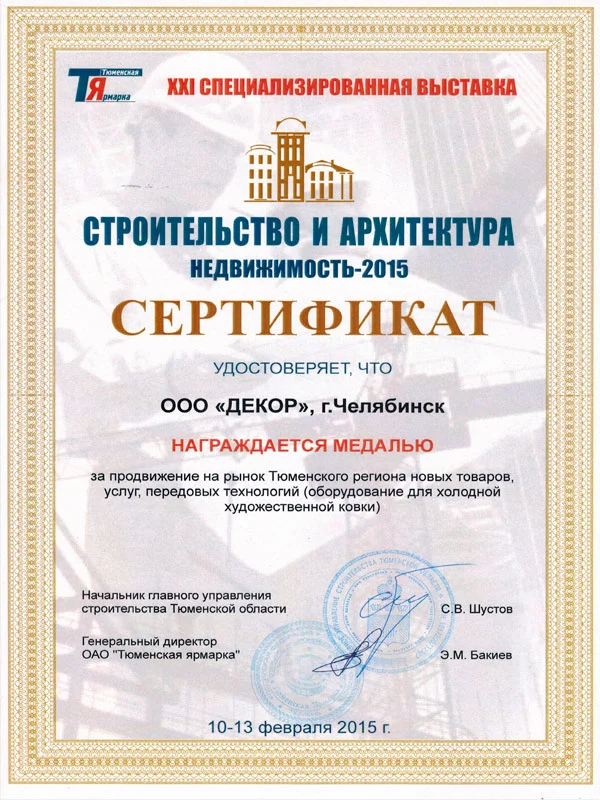 Тюменская
Ярмарка
XXI СПЕЦИАЛИЗИРОВАННАЯ ВЫСТАВКА
СТРОИТЕЛЬСТВО И АРХИТЕКТУРА
НЕДВИЖИМОСТЬ-2015
СЕРТИФИКАТ
УДОСТОВЕРЯЕТ, ЧТО
ООО «ДЕКОР», г.Челябинск
НАГРАЖДАЕТСЯ МЕДАЛЬЮ
за продвижение на рынок Тюменского региона новых товаров,
услуг, передовых технологий (оборудование для холодной
художественной ковки)
Начальник главного управления
строительства Тюменской области
С.В. Шустов
Генеральный директор
ОАО "Тюменская ярмарка"
Э.М. Бакиев
10-13 февраля 2015 г.